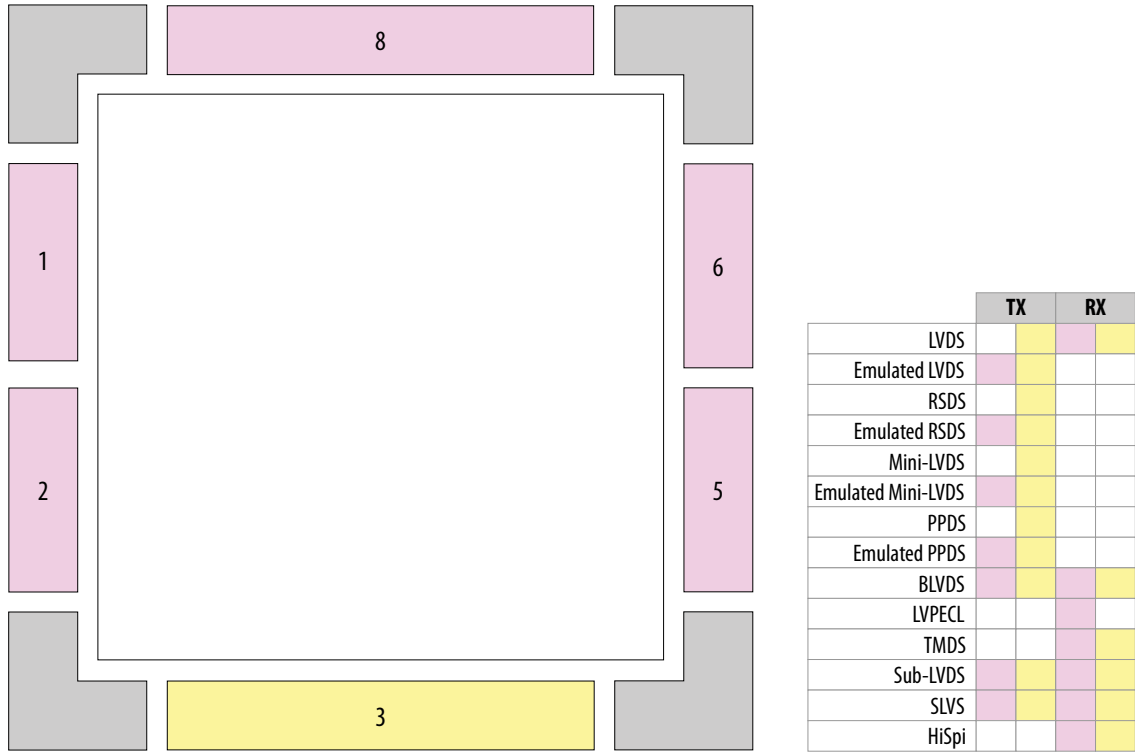 8
1
6
2
5
3
TX RX
LVDS
Emulated LVDS
RSDS
Emulated RSDS
Mini-LVDS
Emulated Mini-LVDS
PPDS
Emulated PPDS
BLVDS
LVPECL
TMDS
Sub-LVDS
SLVS
HiSpi